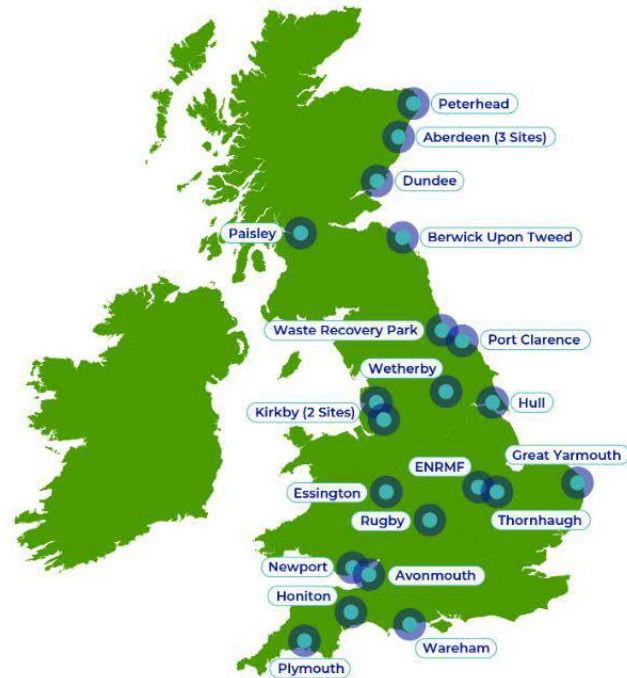 Peterhead
Aberdeen (3 Sites)
Dundee
Paisley
Berwick Upon Tweed
Waste Recovery Park
Port Clarence
Wetherby
Kirkby (2 Sites)
Hull
Great Yarmouth
ENRMF
Essington
Thornhaugh
Rugby
Newport
Avonmouth
Honiton
Wareham
Plymouth